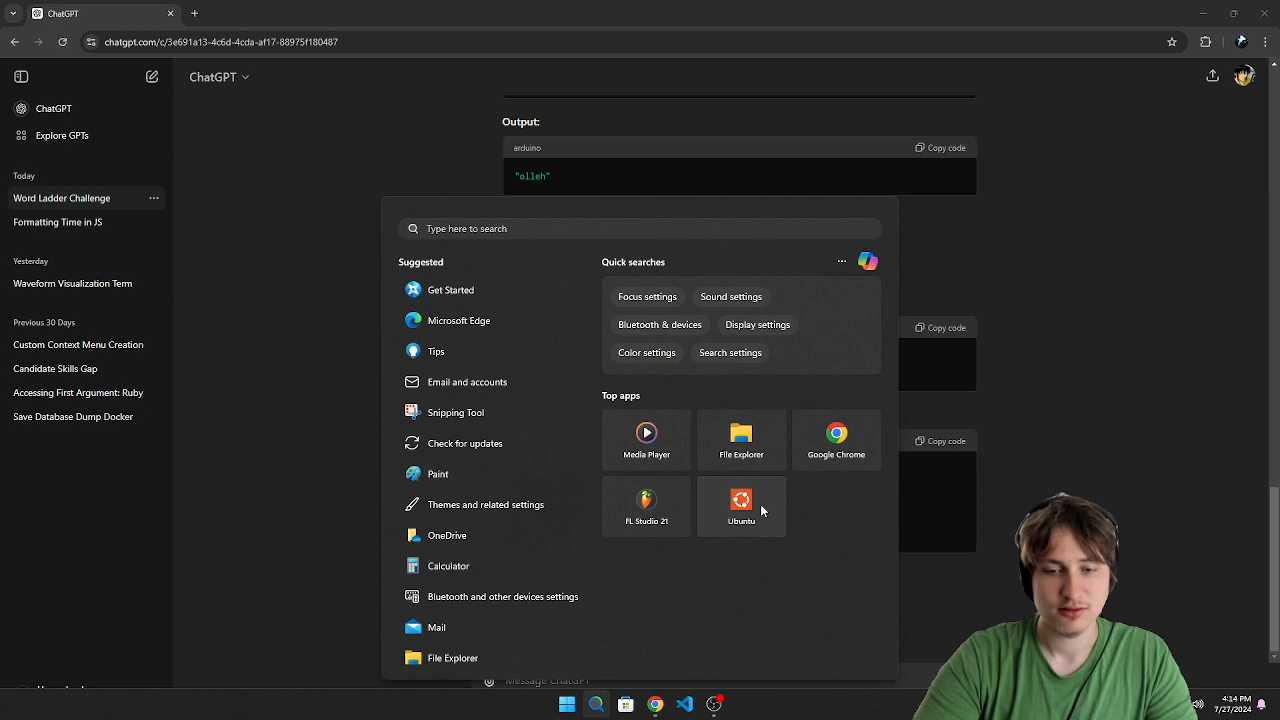 ChatGPT
chatgpt.com/c/3e691a13-4c6d-4cda-af17-88975f180487
ChatGPT
Explore GPTs
Today
Word Ladder Challenge
Formatting Time in JS
Yesterday
Waveform Visualization Term
Previous 30 Days
Custom Context Menu Creation
Candidate Skills Gap
Accessing First Argument: Ruby
Save Database Dump Docker
ChatGPT
Output:
arduino
Copy code
"olleh"
Copy code
Copy code
Type here to search
Suggested
Get Started
Microsoft Edge
Tips
Email and accounts
Snipping Tool
Check for updates
Paint
Themes and related settings
OneDrive
Calculator
Bluetooth and other devices settings
Mail
File Explorer
Quick searches
Focus settings
Sound settings
Bluetooth & devices
Display settings
Color settings
Search settings
Top apps
Media Player
File Explorer
Google Chrome
FL Studio 21
Ubuntu
Message ChatGPT
4:14 PM
7/27/2024